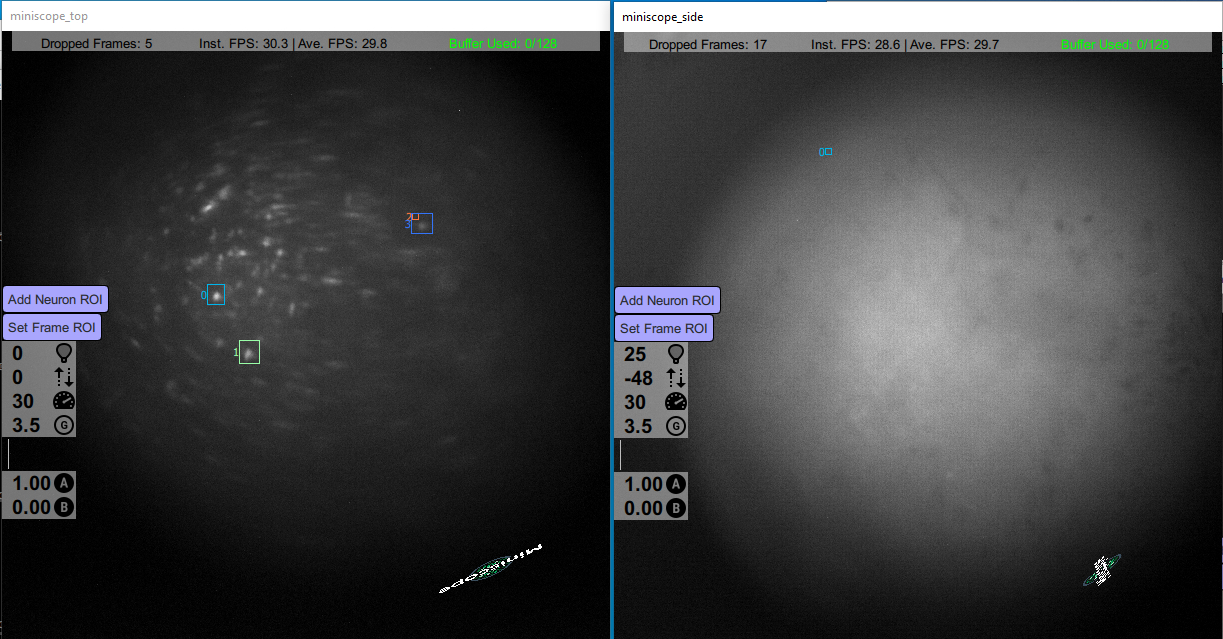 miniscope_top
Dropped Frames: 5 Inst. FPS: 30.3 | Ave. FPS: 29.8 Buffer Used: 0/128
2
3
0
1
Add Neuron ROI
Set Frame ROI
0
0
30
3.5 G
1.00 A
0.00 B
miniscope_side
Dropped Frames: 17 Inst. FPS: 28.6 | Ave. FPS: 29.7 Buffer Used: 0/128
0
Add Neuron ROI
Set Frame ROI
25
-48
30
3.5 G
1.00 A
0.00 B